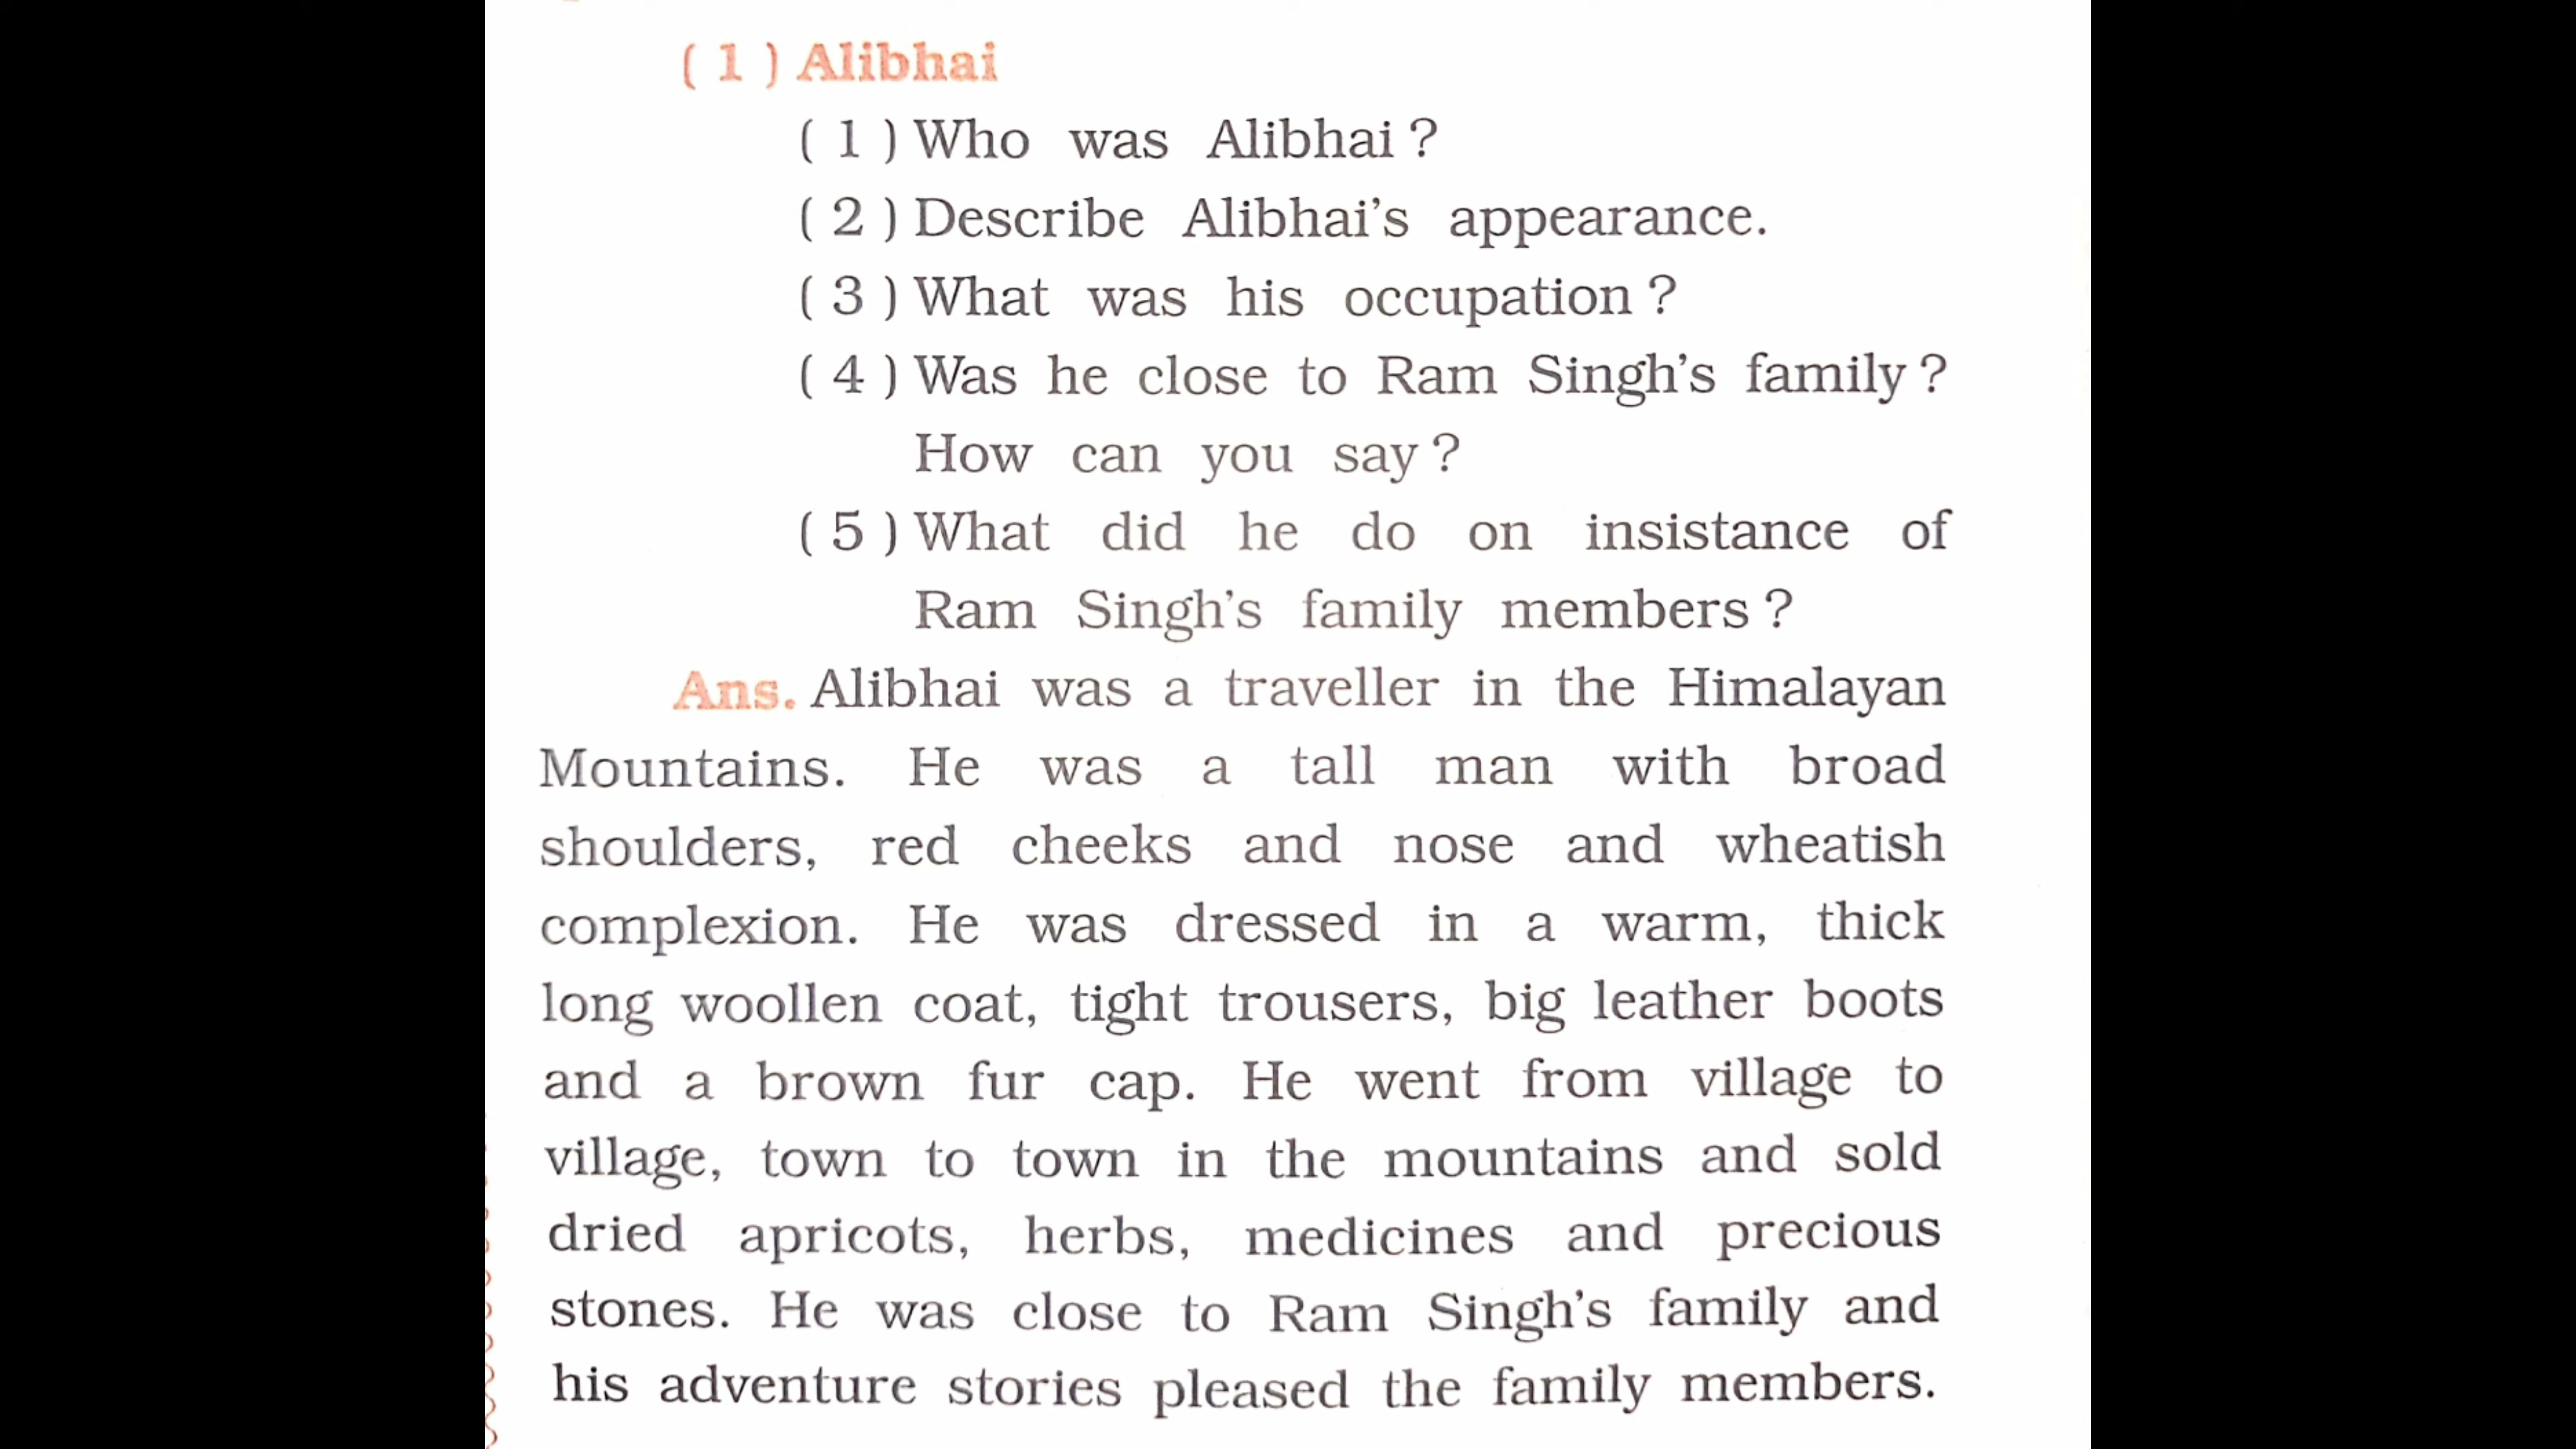 ( 1 ) Alibhai
( 1 ) Who was Alibhai ?
( 2 ) Describe Alibhai's appearance.
( 3 ) What was his occupation ?
( 4 ) Was he close to Ram Singh's family ?
How can you say ?
( 5 ) What did he do on insistance of
Ram Singh's family members ?
Ans. Alibhai was a traveller in the Himalayan
Mountains. He was a tall man with broad
shoulders, red cheeks and nose and wheatish
complexion. He was dressed in a warm, thick
long woollen coat, tight trousers, big leather boots
and a brown fur cap. He went from village to
village, town to town in the mountains and sold
dried apricots, herbs, medicines and precious
stones. He was close to Ram Singh's family and
his adventure stories pleased the family members.